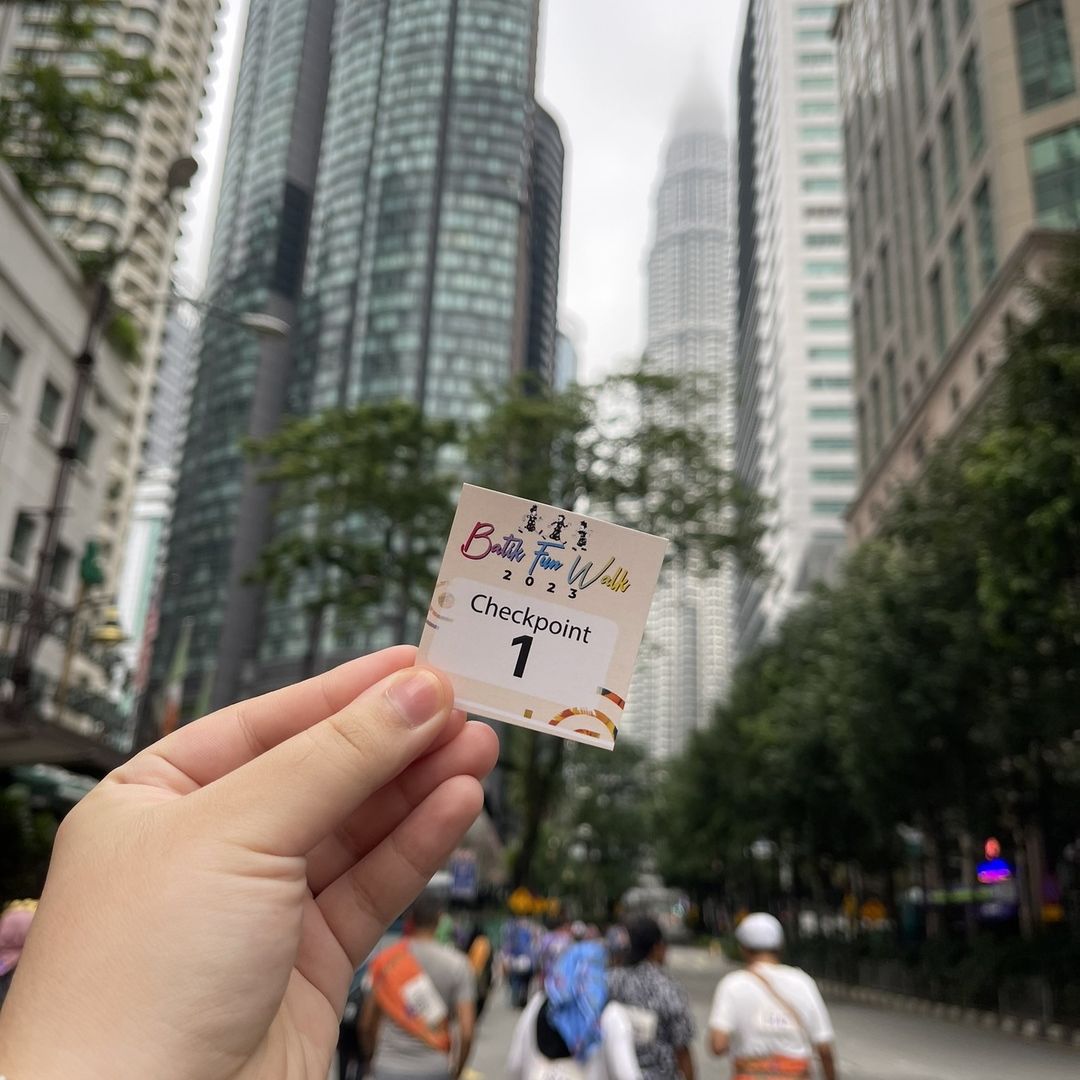 Batik Fun Walk
2023
Checkpoint
1